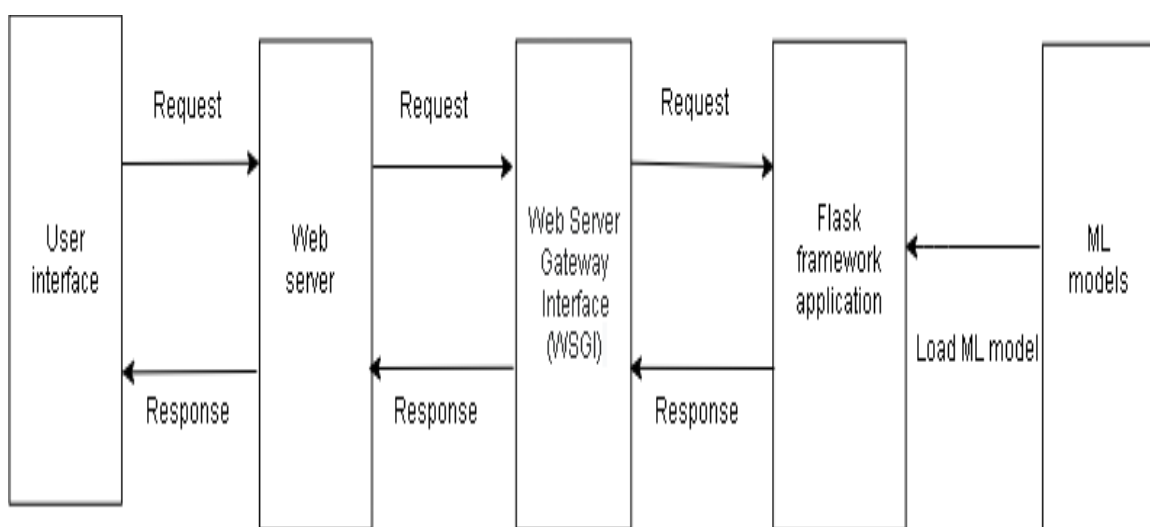 Request
Request
Request
User
interface
Web
server
Web Server
Gateway
Interface
(WSGI)
Flask
framework
application
ML
models
Load ML model
Response
Response
Response